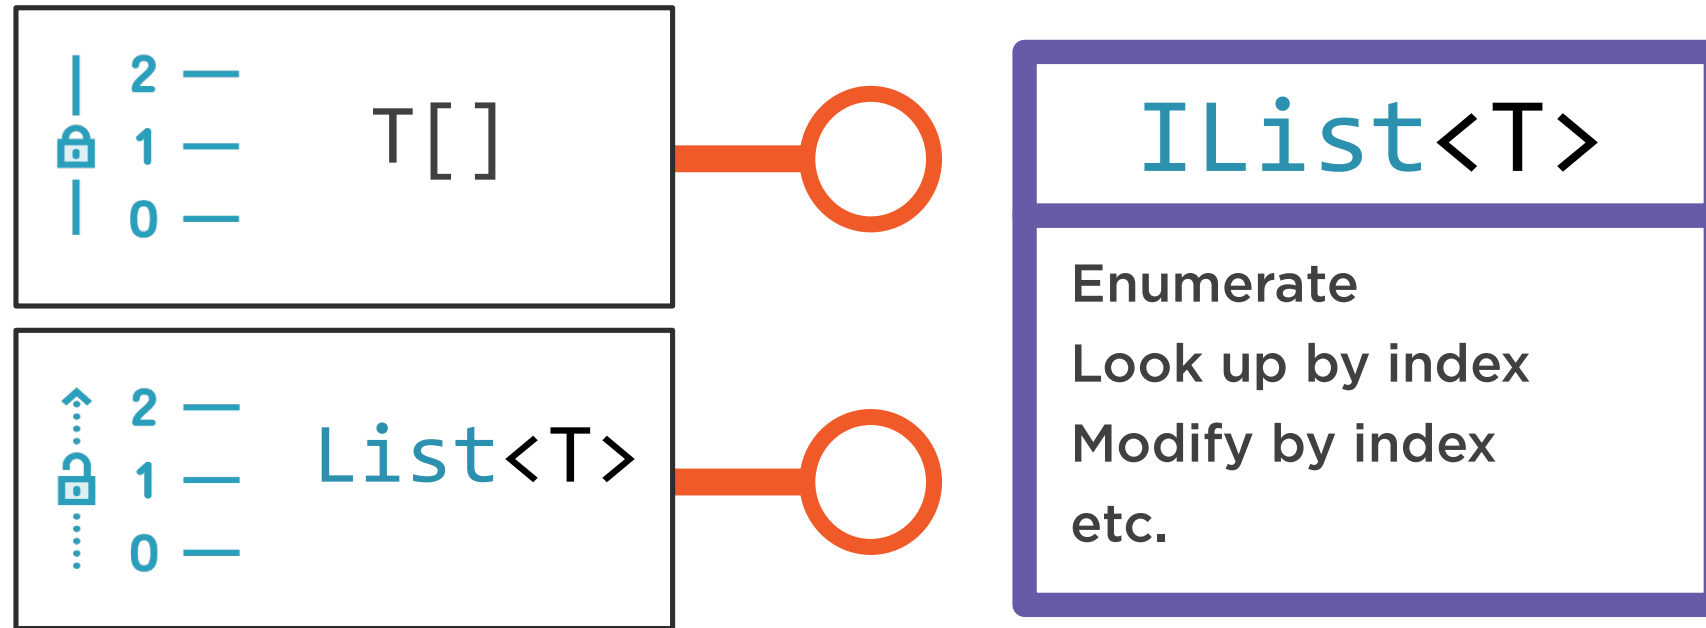 2
1
0
T[]
2
1
0
List<T>
IList<T>
Enumerate
Look up by index
Modify by index
etc.